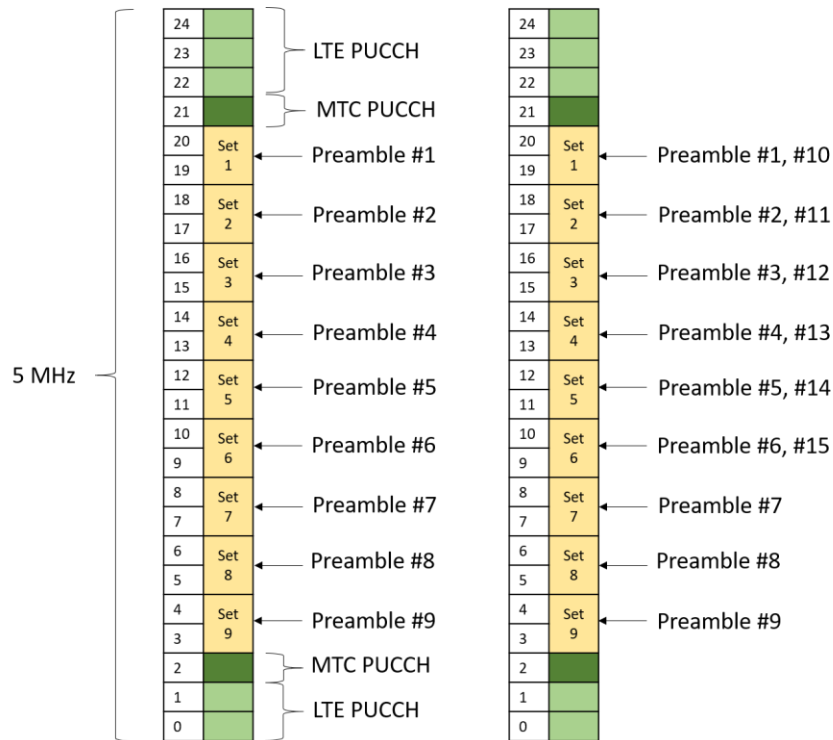 24
23
22
21
20
19
18
17
16
15
14
13
12
11
10
9
8
7
6
5
4
3
2
1
0
Set
1
Set
2
Set
3
Set
4
Set
5
Set
6
Set
7
Set
8
Set
9
5 MHz
LTE PUCCH
MTC PUCCH
Preamble #1
Preamble #2
Preamble #3
Preamble #4
Preamble #5
Preamble #6
Preamble #7
Preamble #8
Preamble #9
MTC PUCCH
LTE PUCCH
24
23
22
21
20
19
18
17
16
15
14
13
12
11
10
9
8
7
6
5
4
3
2
1
0
Set
1
Set
2
Set
3
Set
4
Set
5
Set
6
Set
7
Set
8
Set
9
Preamble #1, #10
Preamble #2, #11
Preamble #3, #12
Preamble #4, #13
Preamble #5, #14
Preamble #6, #15
Preamble #7
Preamble #8
Preamble #9